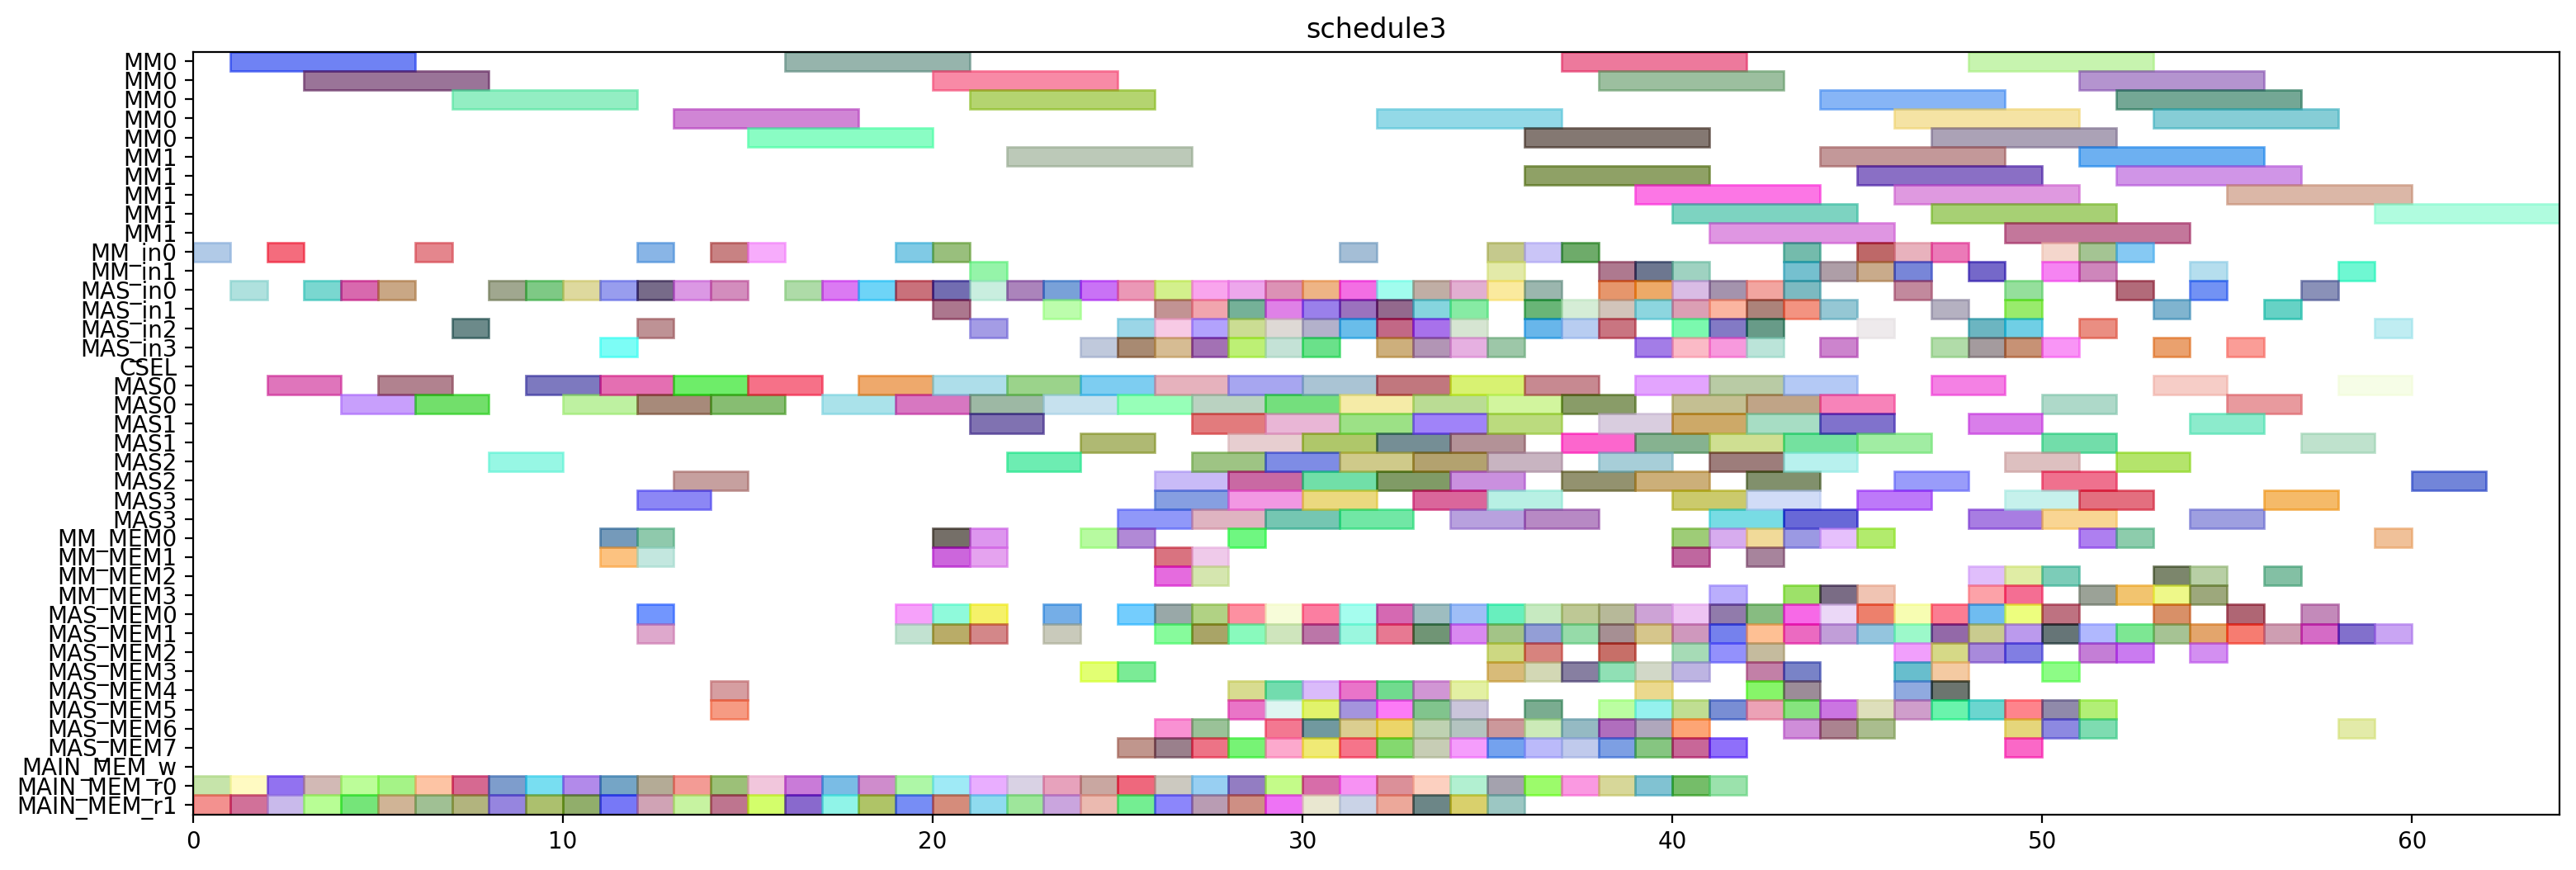 schedule3
MM0
MM0
MM0
MM0
MM0
MM1
MM1
MM1
MM1
MM1
MM_in0
MM_in1
MAS_in0
MAS_in1
MAS_in2
MAS_in3
CSEL
MAS0
MAS0
MAS1
MAS1
MAS2
MAS2
MAS3
MAS3
MM_MEM0
MM_MEM1
MM_MEM2
MM_MEM3
MAS_MEM0
MAS_MEM1
MAS_MEM2
MAS_MEM3
MAS_MEM4
MAS_MEM5
MAS_MEM6
MAS_MEM7
MAIN_MEM_w
MAIN_MEM_r0
MAIN_MEM_r1
0 10 20 30 40 50 60